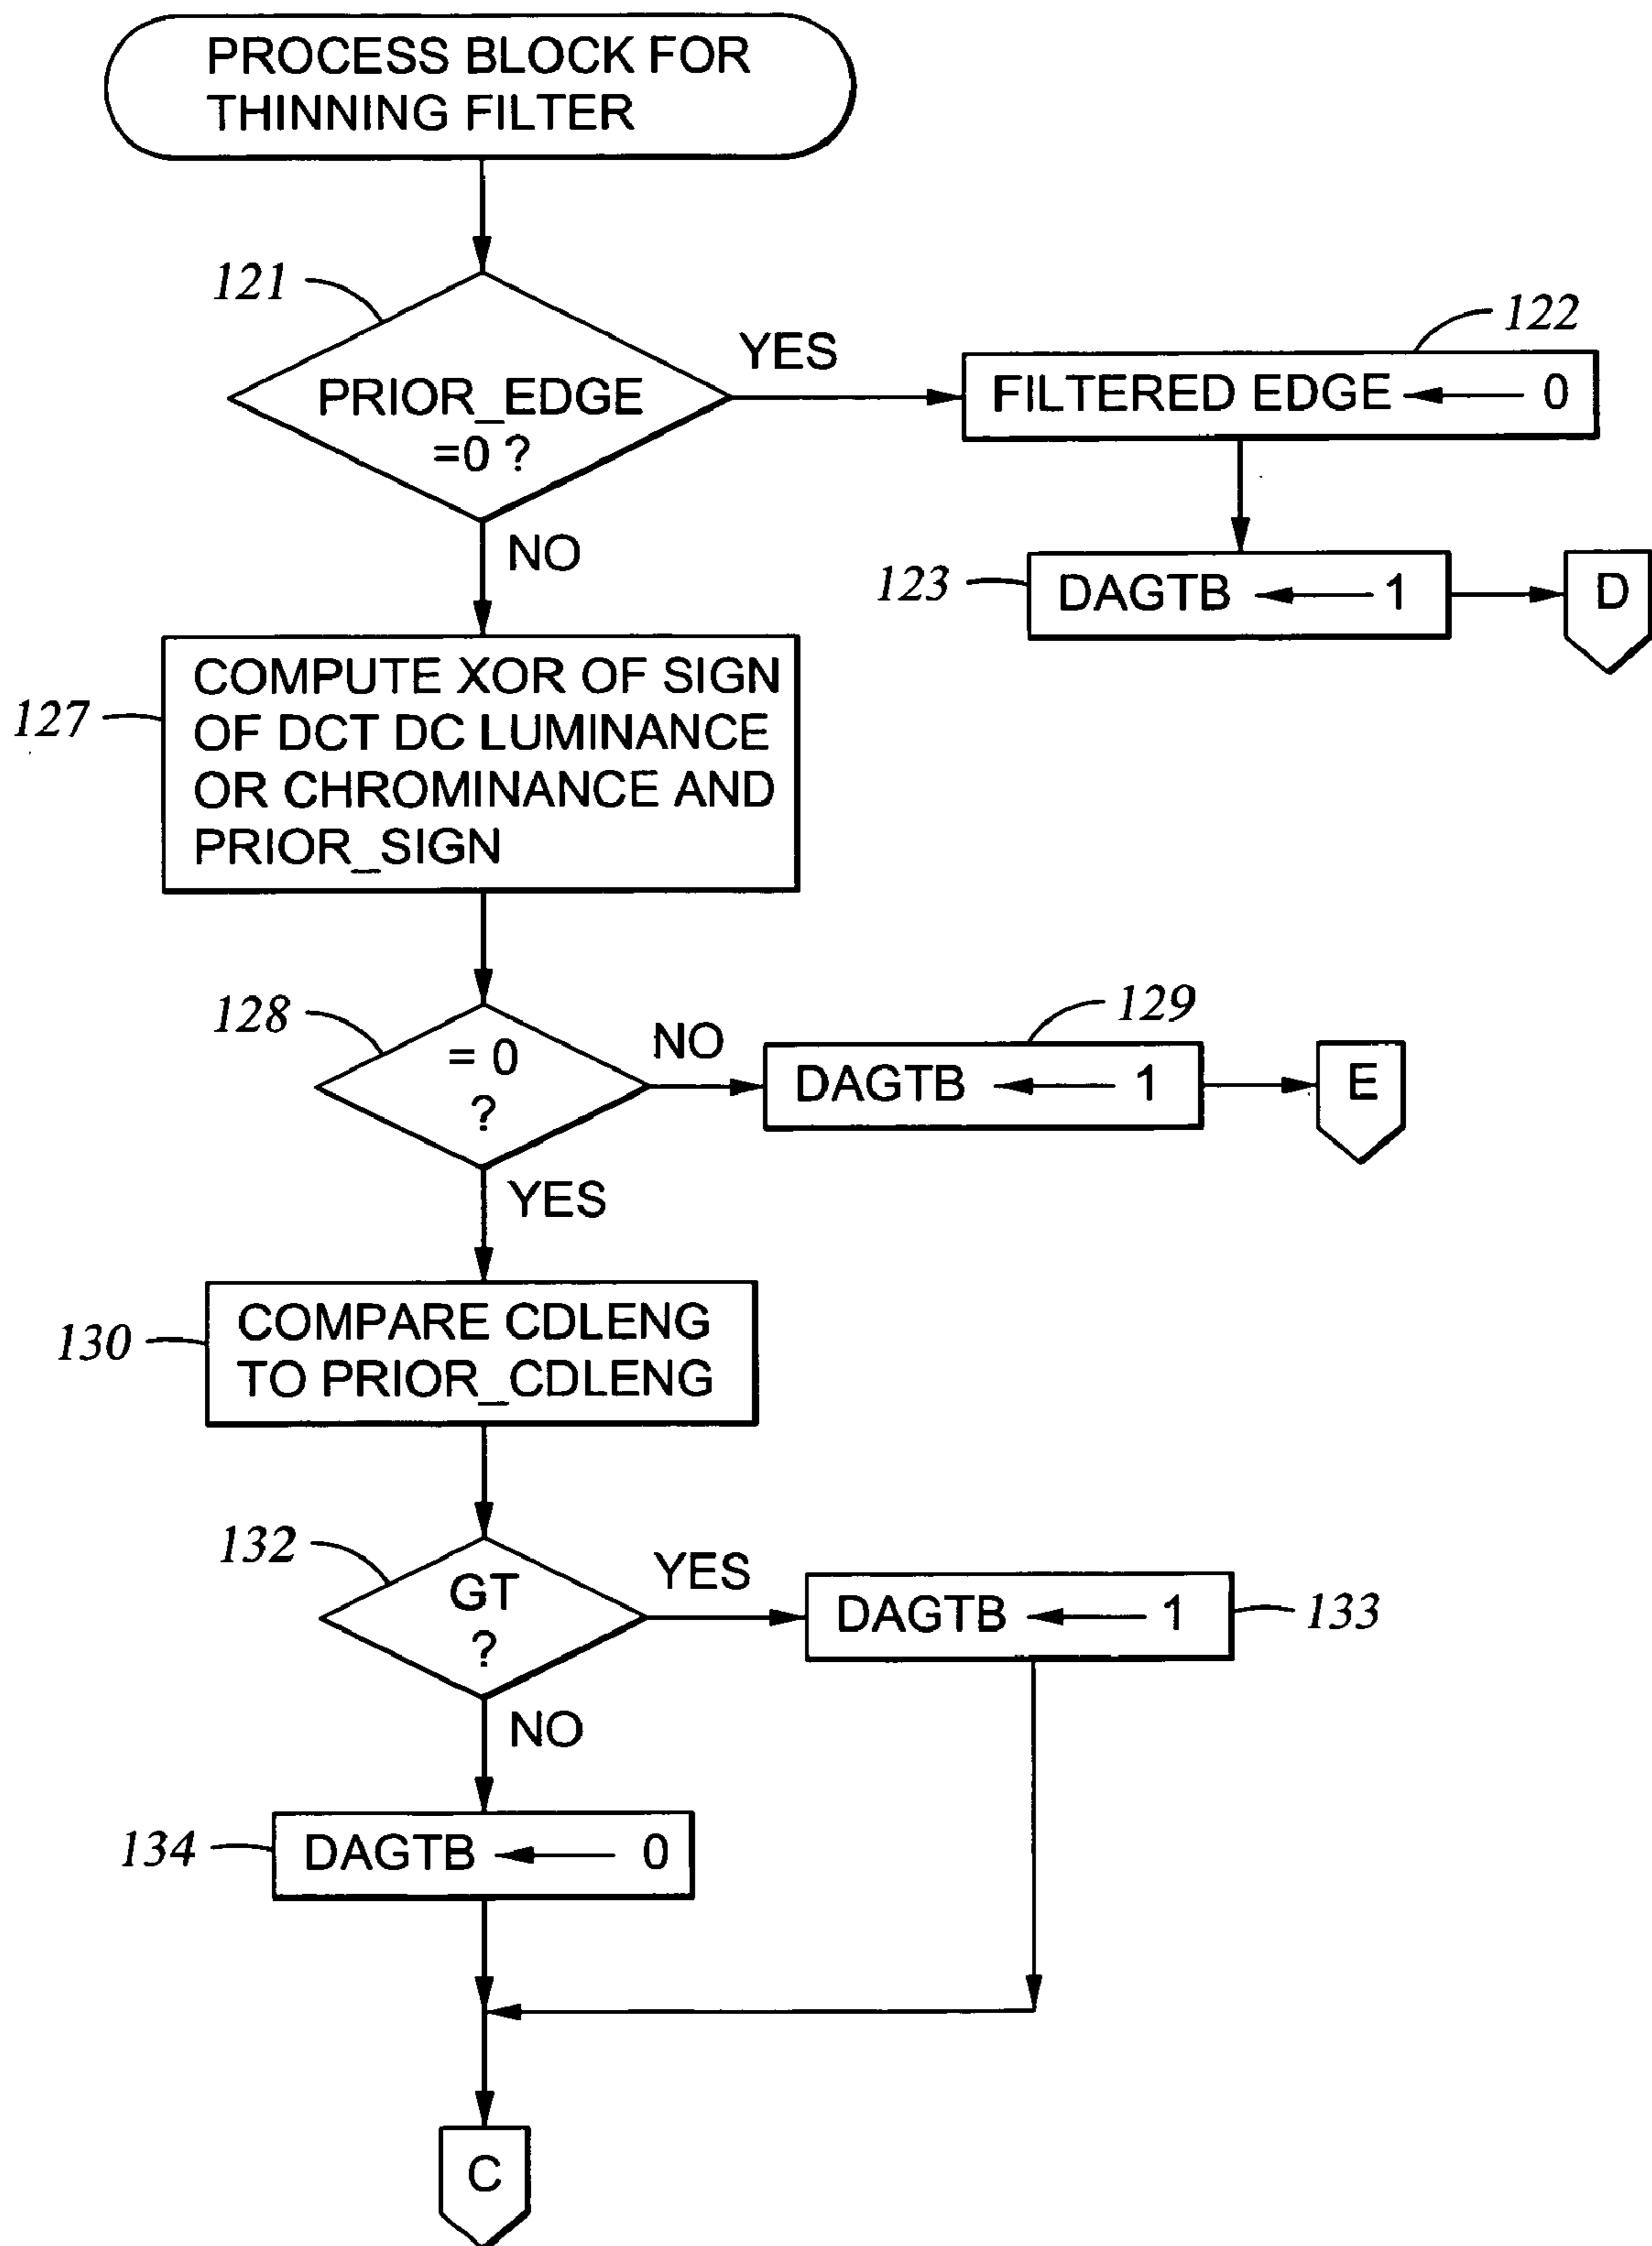 PROCESS BLOCK FOR
THINNING FILTER
121
PRIOR_EDGE
=0 ?
YES
122
FILTERED EDGE ← 0
NO
123
DAGTB ← 1
D
127
COMPUTE XOR OF SIGN
OF DCT DC LUMINANCE
OR CHROMINANCE AND
PRIOR_SIGN
128
= 0
?
NO
129
DAGTB ← 1
E
YES
130
COMPARE CDLENG
TO PRIOR_CDLENG
132
GT
?
YES
DAGTB ← 1
133
NO
134
DAGTB ← 0
C